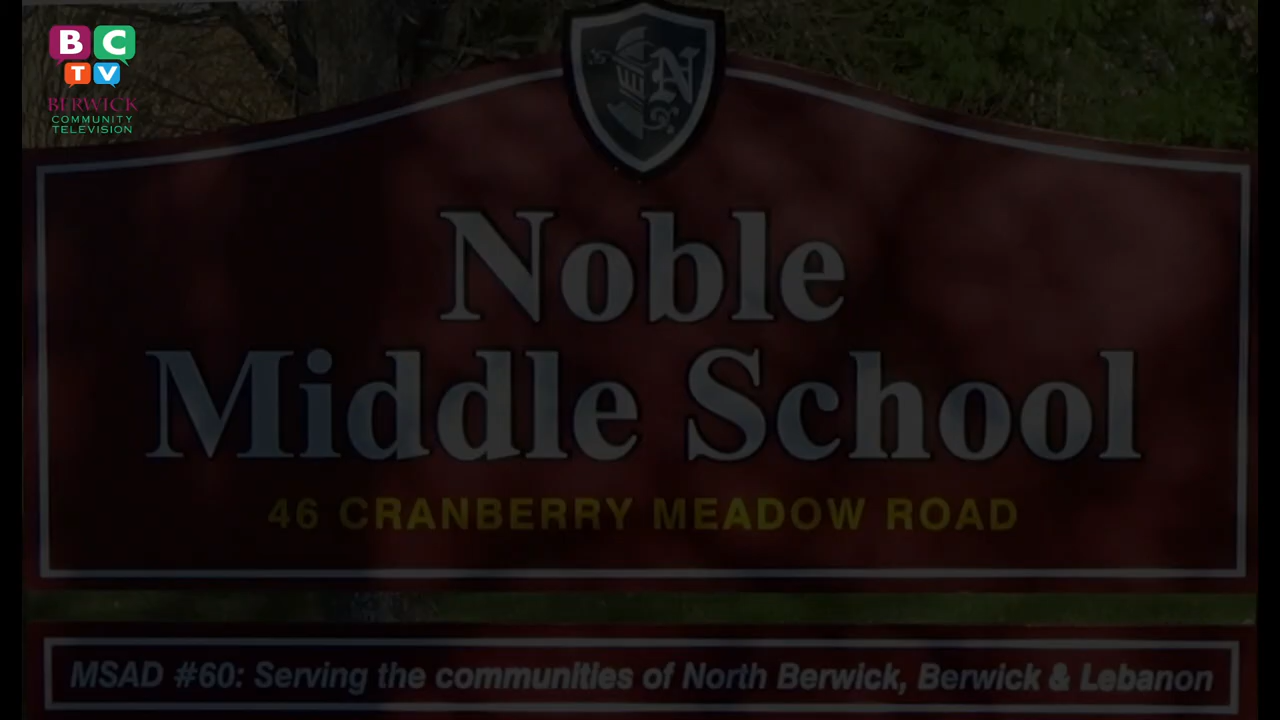 B C
T V
BERWICK
COMMUNITY
TELEVISION
N
Noble
Middle School
46 CRANBERRY MEADOW ROAD
MSAD #60: Serving the communities of North Berwick, Berwick & Lebanon